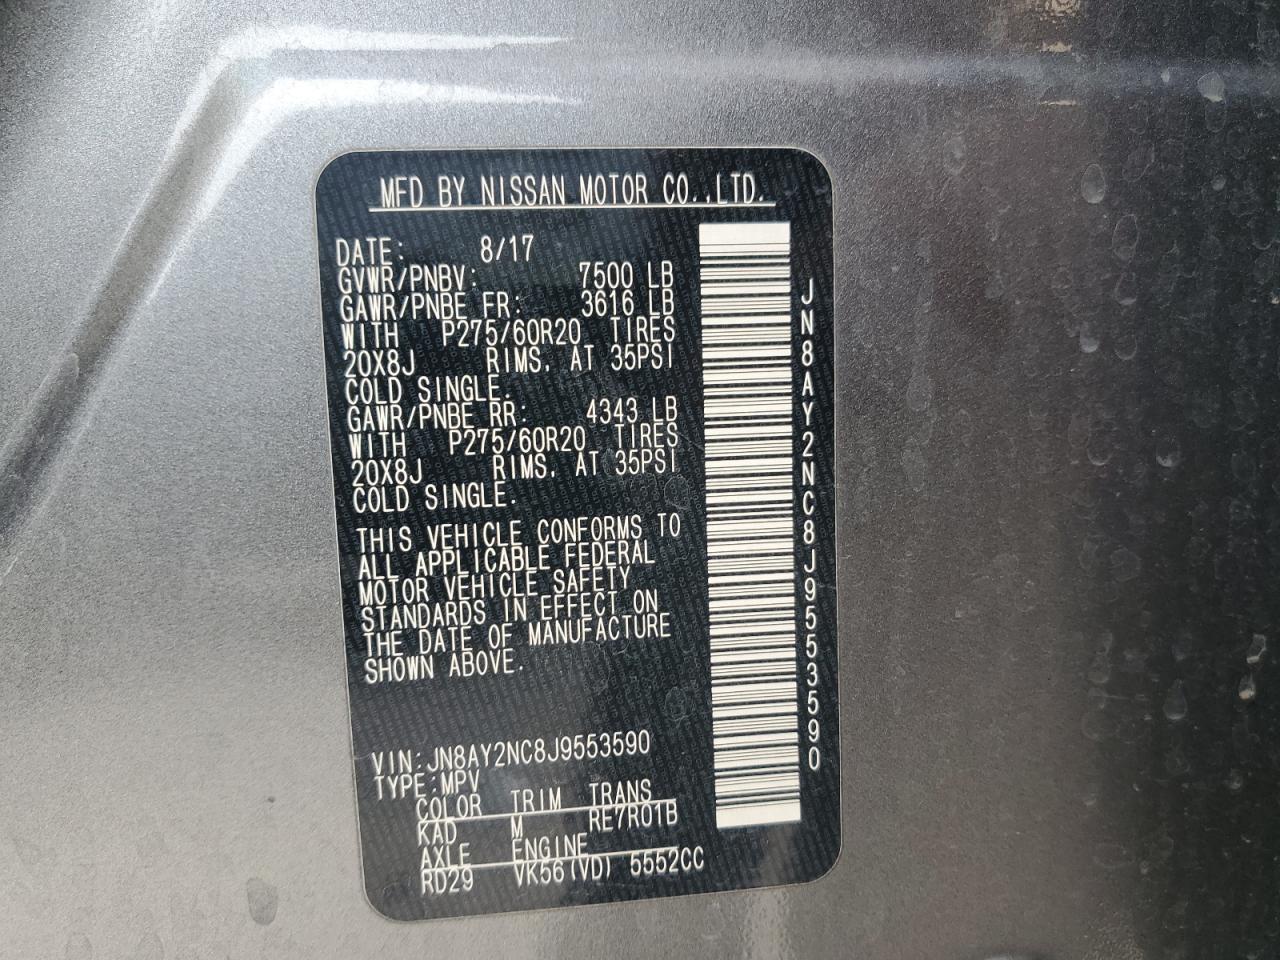 MFD BY NISSAN MOTOR CO.,LTD.
DATE: 8/17
GVWR/PNBV: 7500 LB
GAWR/PNBE FR: 3616 LB
WITH P275/60R20 TIRES
20X8J RIMS, AT 35PSI
COLD SINGLE.
GAWR/PNBE RR: 4343 LB
WITH P275/60R20 TIRES
20X8J RIMS, AT 35PSI
COLD SINGLE.
THIS VEHICLE CONFORMS TO
ALL APPLICABLE FEDERAL
MOTOR VEHICLE SAFETY
STANDARDS IN EFFECT ON
THE DATE OF MANUFACTURE
SHOWN ABOVE.
VIN:JN8AY2NC8J9553590
TYPE:MPV
COLOR TRIM TRANS
KAD M RE7R01B
AXLE ENGINE
RD29 VK56(VD) 5552CC
JN8AY2NC8J9553590